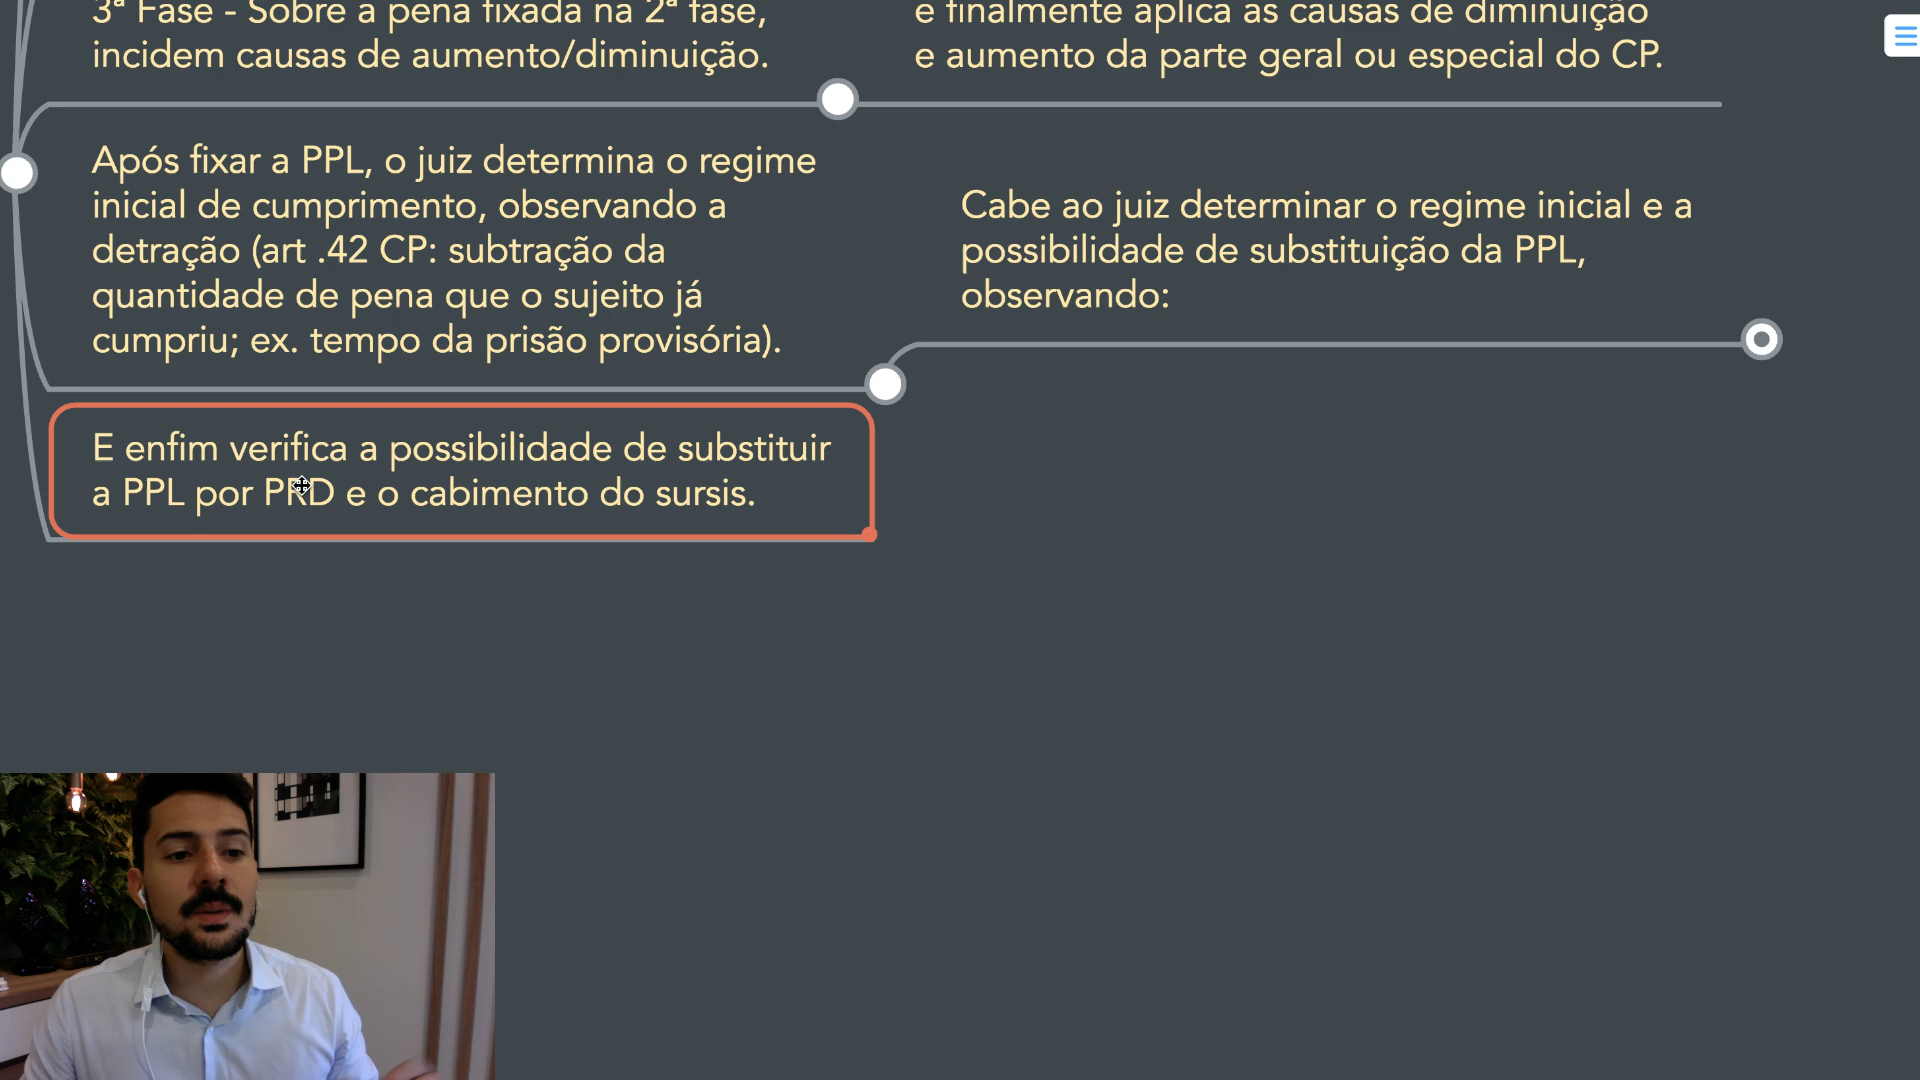 3ª Fase - Sobre a pena fixada na 2ª fase,
incidem causas de aumento/diminuição.
e finalmente aplica as causas de diminuição
e aumento da parte geral ou especial do CP.
Após fixar a PPL, o juiz determina o regime
inicial de cumprimento, observando a
detração (art .42 CP: subtração da
quantidade de pena que o sujeito já
cumpriu; ex. tempo da prisão provisória).
Cabe ao juiz determinar o regime inicial e a
possibilidade de substituição da PPL,
observando:
E enfim verifica a possibilidade de substituir
a PPL por PRD e o cabimento do sursis.